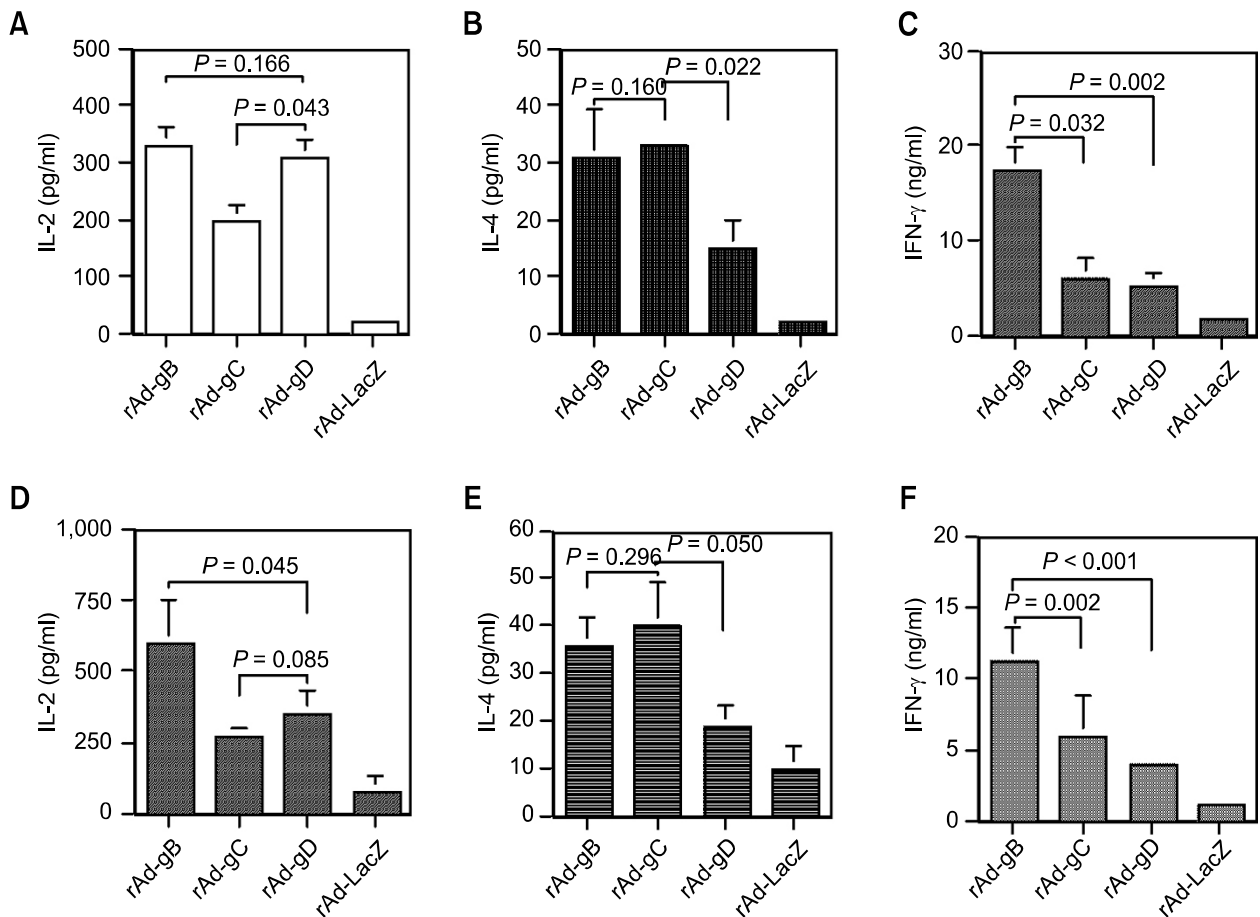 A
500
400
300
200
100
0
IL-2 (pg/ml)
P = 0.166
P = 0.043
rAd-gB
rAd-gC
rAd-gD
rAd-LacZ
B
50
40
30
20
10
0
IL-4 (pg/ml)
P = 0.022
P = 0.160
rAd-gB
rAd-gC
rAd-gD
rAd-LacZ
C
30
20
10
0
IFN-γ (ng/ml)
P = 0.002
P = 0.032
rAd-gB
rAd-gC
rAd-gD
rAd-LacZ
D
1,000
750
500
250
0
IL-2 (pg/ml)
P = 0.045
P = 0.085
rAd-gB
rAd-gC
rAd-gD
rAd-LacZ
E
60
50
40
30
20
10
0
IL-4 (pg/ml)
P = 0.050
P = 0.296
rAd-gB
rAd-gC
rAd-gD
rAd-LacZ
F
20
15
10
5
0
IFN-γ (ng/ml)
P < 0.001
P = 0.002
rAd-gB
rAd-gC
rAd-gD
rAd-LacZ